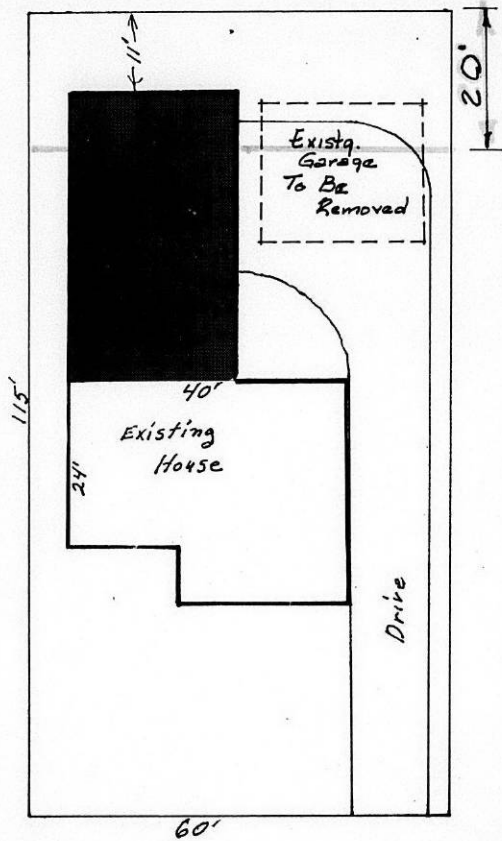 11'
20'
Existg.
Garage
To Be
Removed
40'
115'
Existing
House
24'
Drive
60'